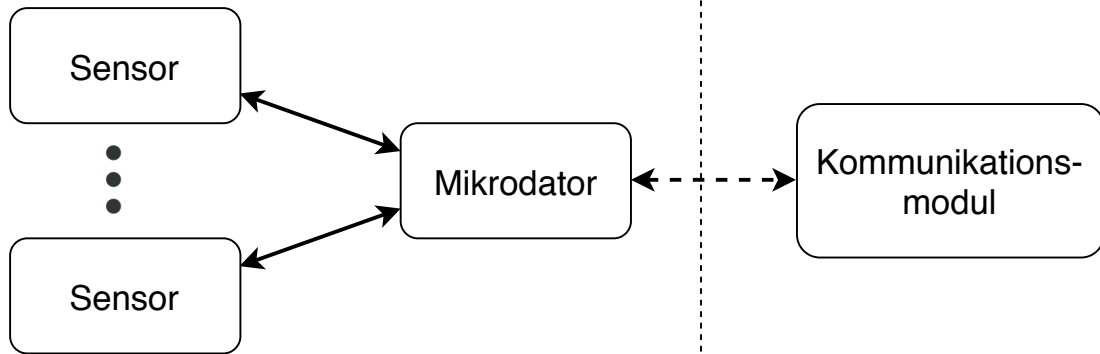 Sensor
Mikrodator
Kommunikations-
modul
Sensor